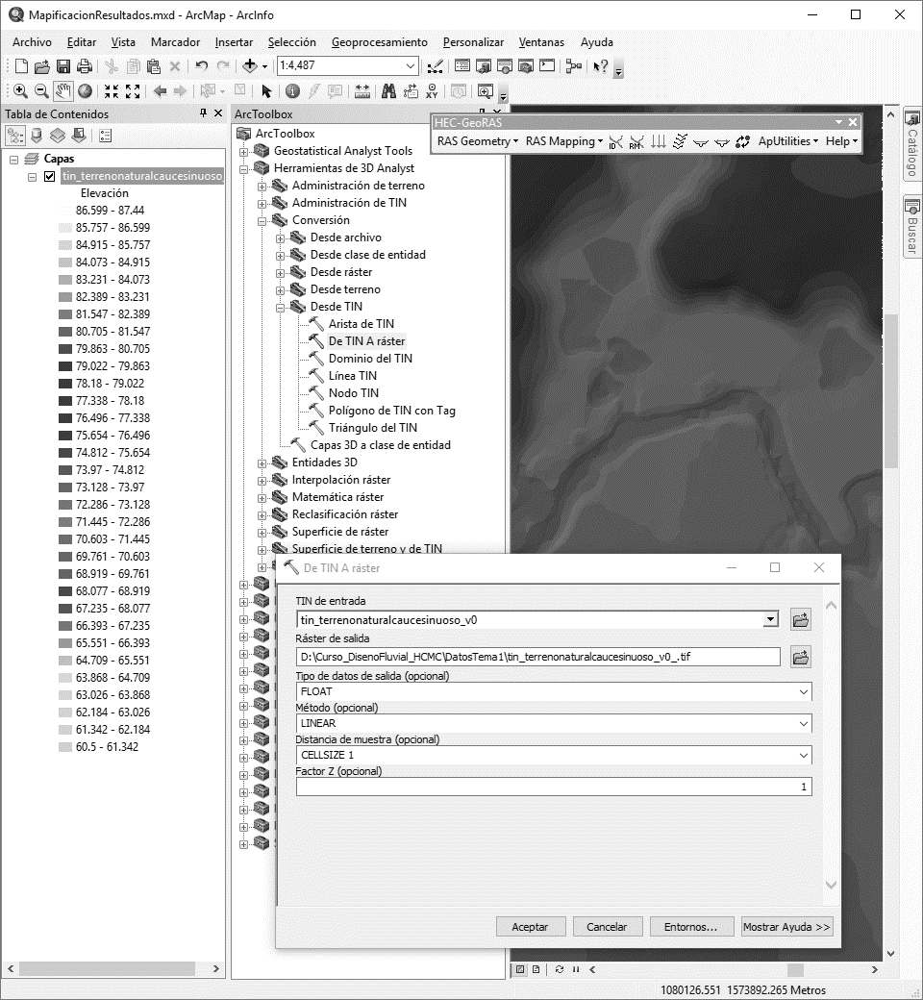 MapificacionResultados.mxd - ArcMap - ArcInfo
Archivo Editar Vista Marcador Insertar Selección Geoprocesamiento Personalizar Ventanas Ayuda
1:4,487
Tabla de Contenidos
Capas
tin_terrenonaturalcaucesinuoso_
Elevación
86.599 - 87.44
85.757 - 86.599
84.915 - 85.757
84.073 - 84.915
83.231 - 84.073
82.389 - 83.231
81.547 - 82.389
80.705 - 81.547
79.863 - 80.705
79.022 - 79.863
78.18 - 79.022
77.338 - 78.18
76.496 - 77.338
75.654 - 76.496
74.812 - 75.654
73.97 - 74.812
73.128 - 73.97
72.286 - 73.128
71.445 - 72.286
70.603 - 71.445
69.761 - 70.603
68.919 - 69.761
68.077 - 68.919
67.235 - 68.077
66.393 - 67.235
65.551 - 66.393
64.709 - 65.551
63.868 - 64.709
63.026 - 63.868
62.184 - 63.026
61.342 - 62.184
60.5 - 61.342
ArcToolbox
ArcToolbox
Geostatistical Analyst Tools
Herramientas de 3D Analyst
Administración de terreno
Administración de TIN
Conversión
Desde archivo
Desde clase de entidad
Desde ráster
Desde terreno
Desde TIN
Arista de TIN
De TIN A ráster
Dominio del TIN
Línea TIN
Nodo TIN
Polígono de TIN con Tag
Triángulo del TIN
Capas 3D a clase de entidad
Entidades 3D
Interpolación ráster
Matemática ráster
Reclasificación ráster
Superficie de ráster
Superficie de terreno y de TIN
HEC-GeoRAS
RAS Geometry RAS Mapping ID RM ApUtilities Help
Catálogo
Buscar
De TIN A ráster
TIN de entrada
tin_terrenonaturalcaucesinuoso_v0
Ráster de salida
D:\Curso_DisenoFluvial_HCMC\DatosTema1\tin_terrenonaturalcaucesinuoso_v0_.tif
Tipo de datos de salida (opcional)
FLOAT
Método (opcional)
LINEAR
Distancia de muestra (opcional)
CELLSIZE 1
Factor Z (opcional)
1
Aceptar Cancelar Entornos... Mostrar Ayuda >>
1080126.551 1573892.265 Metros